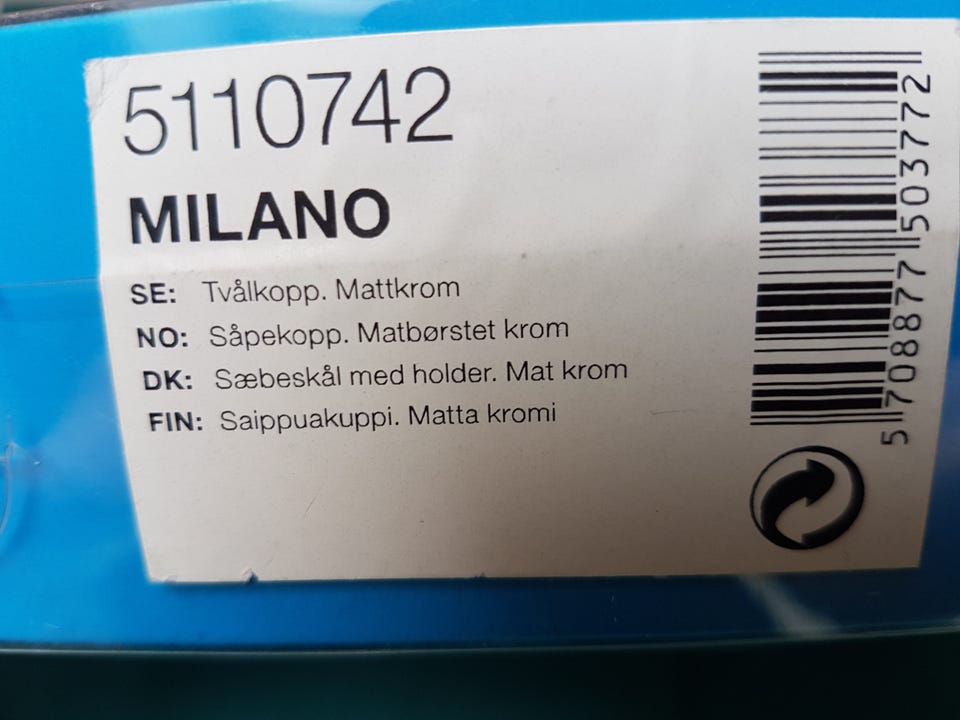 5110742
MILANO
SE: Tvålkopp. Mattkrom
NO: Såpekopp. Matbørstet krom
DK: Sæbeskål med holder. Mat krom
FIN: Saippuakuppi. Matta kromi
5 708877 503772